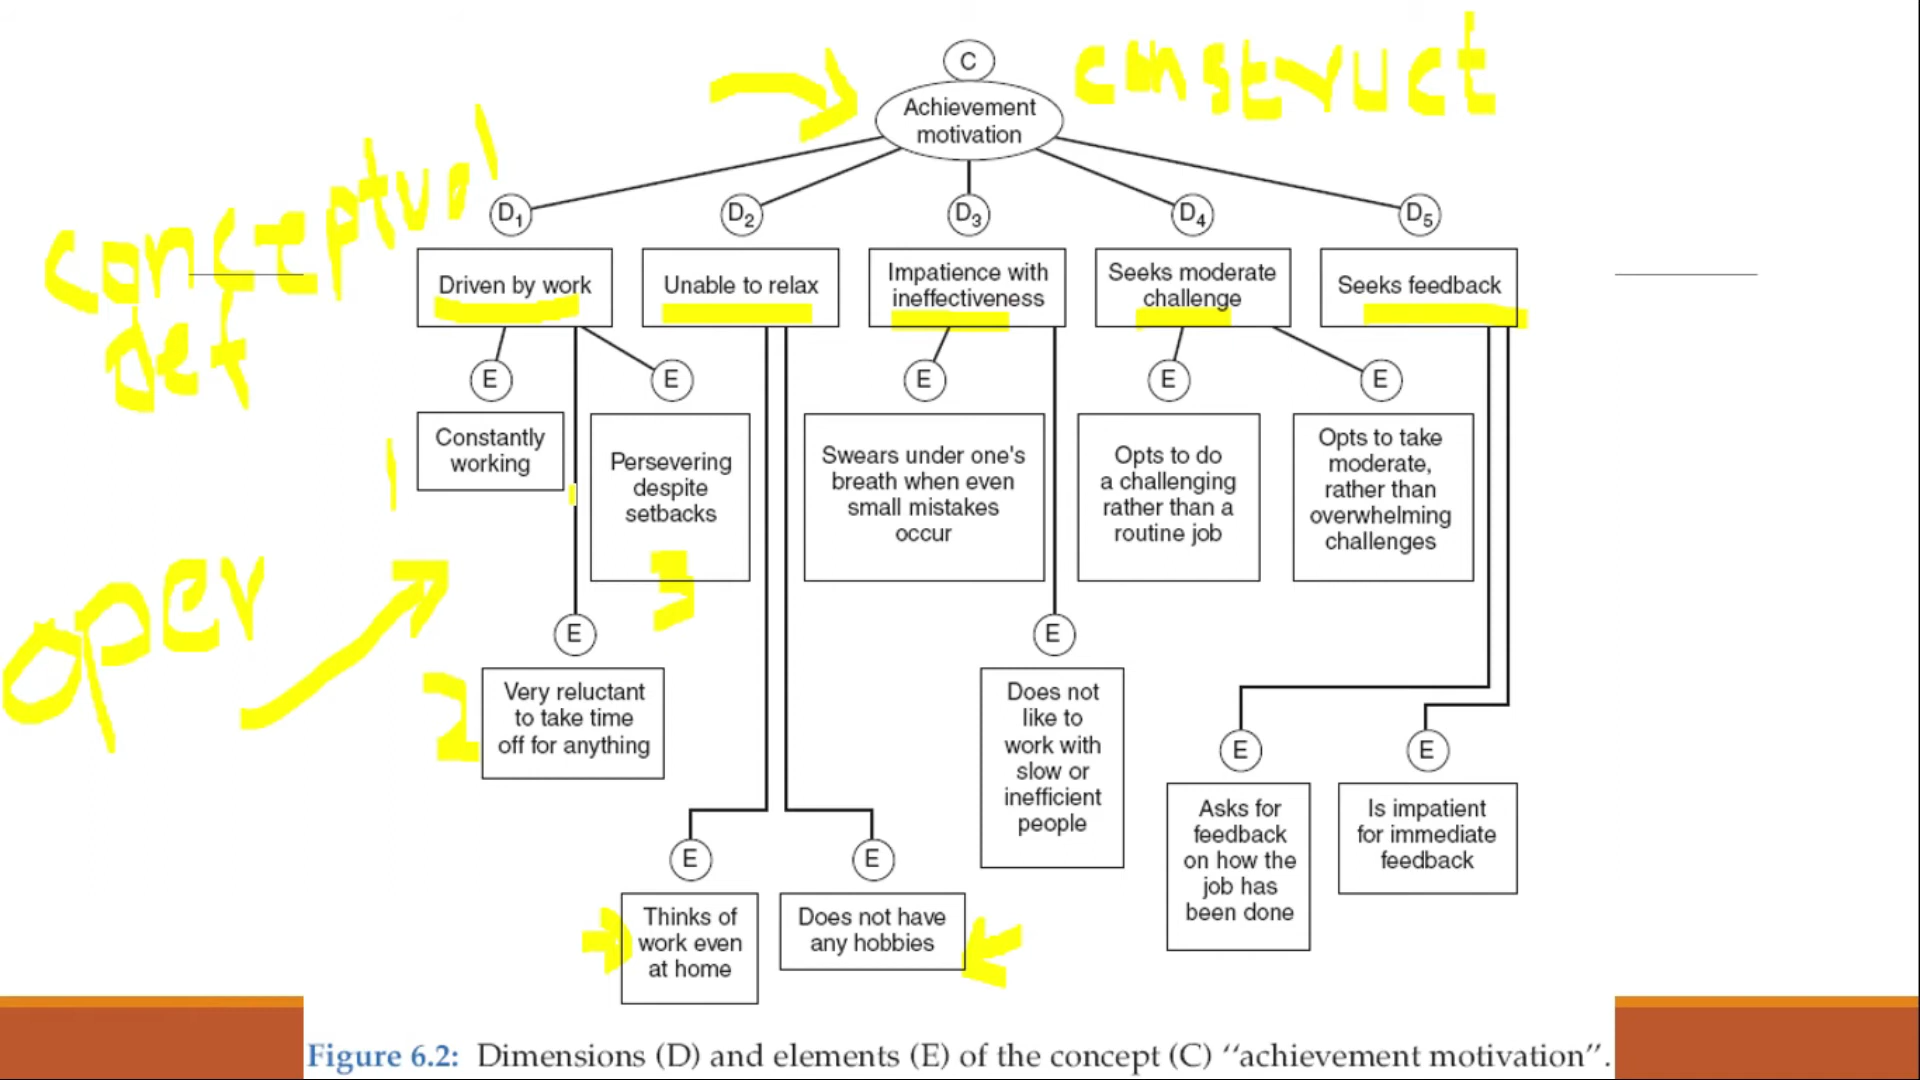 C
construct
Achievement
motivation
conceptual
def
D1
D2
D3
D4
D5
Driven by work
Unable to relax
Impatience with
ineffectiveness
Seeks moderate
challenge
Seeks feedback
E
E
E
E
E
1
Constantly
working
Persevering
despite
setbacks
3
Swears under one's
breath when even
small mistakes
occur
Opts to do
a challenging
rather than a
routine job
Opts to take
moderate,
rather than
overwhelming
challenges
oper
E
E
2
Very reluctant
to take time
off for anything
Does not
like to
work with
slow or
inefficient
people
E
E
Asks for
feedback
on how the
job has
been done
Is impatient
for immediate
feedback
E
E
Thinks of
work even
at home
Does not have
any hobbies
Figure 6.2: Dimensions (D) and elements (E) of the concept (C) “achievement motivation”.